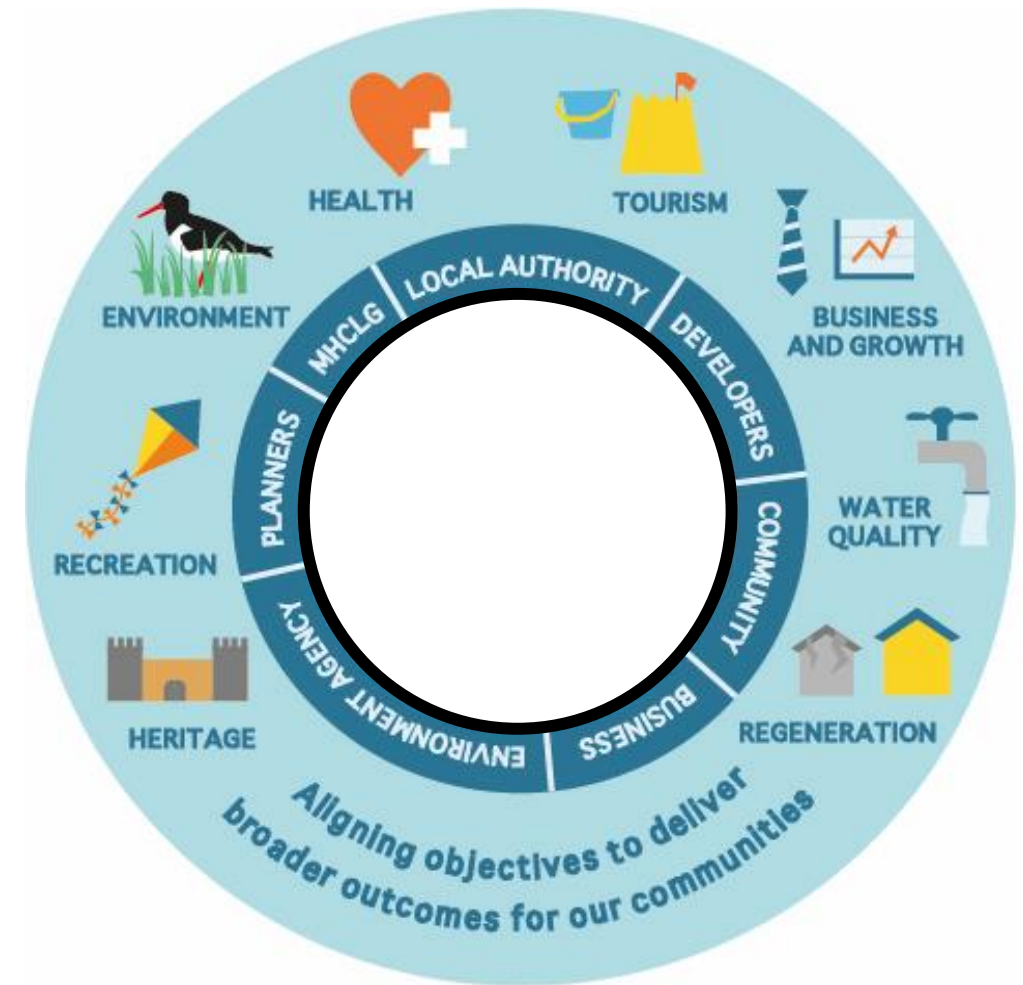 HEALTH
TOURISM
ENVIRONMENT
BUSINESS
AND GROWTH
RECREATION
WATER
QUALITY
HERITAGE
REGENERATION
LOCAL AUTHORITY
DEVELOPERS
COMMUNITY
BUSINESS
ENVIRONMENT AGENCY
PLANNERS
MHCLG
Aligning objectives to deliver
broader outcomes for our communities